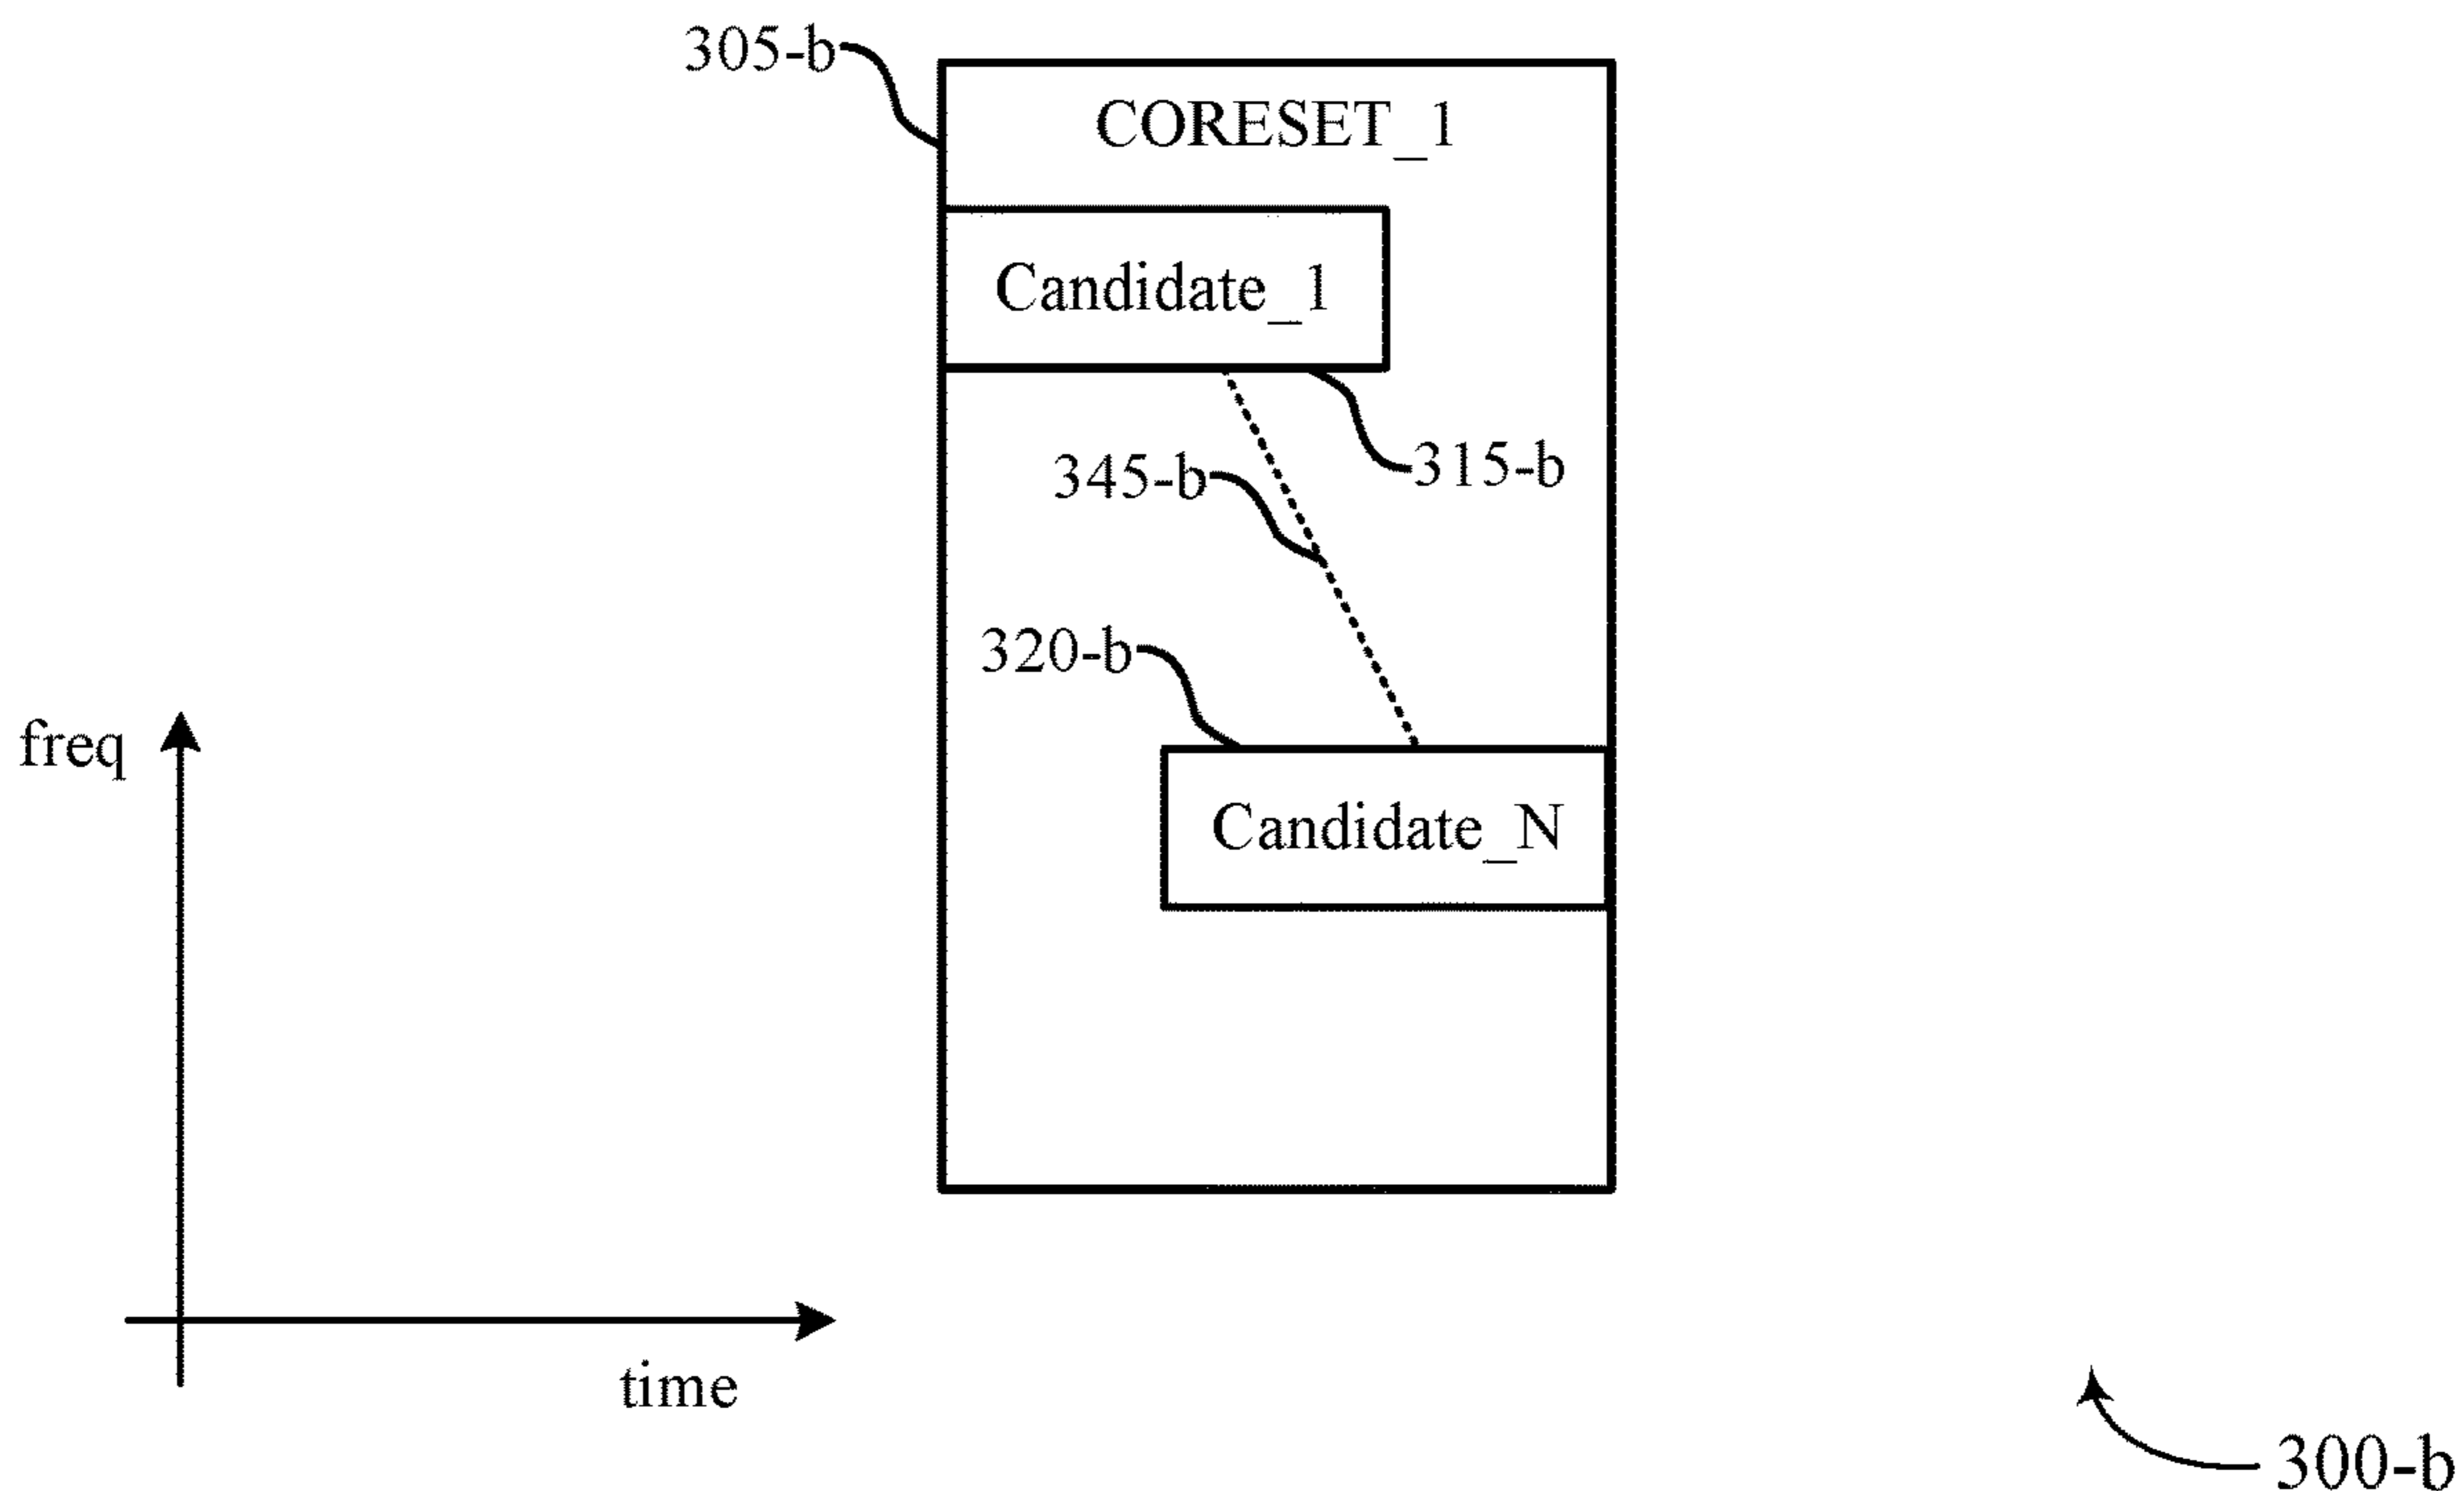 305-b
CORESET_1
Candidate_1
315-b
345-b
320-b
freq
Candidate_N
time
300-b